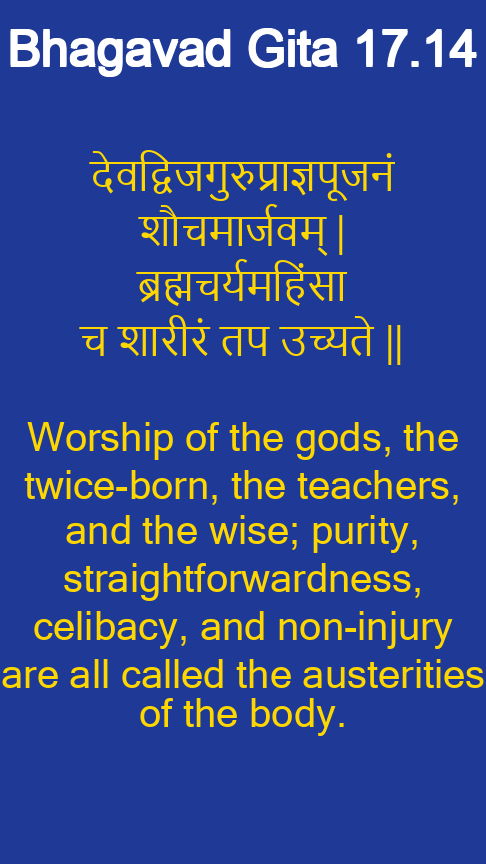 Bhagavad Gita 17.14
देवद्विजगुरुप्राज्ञपूजनं
शौचमार्जवम् |
ब्रह्मचर्यमहिंसा
च शारीरं तप उच्यते ||
Worship of the gods, the
twice-born, the teachers,
and the wise; purity,
straightforwardness,
celibacy, and non-injury
are all called the austerities
of the body.